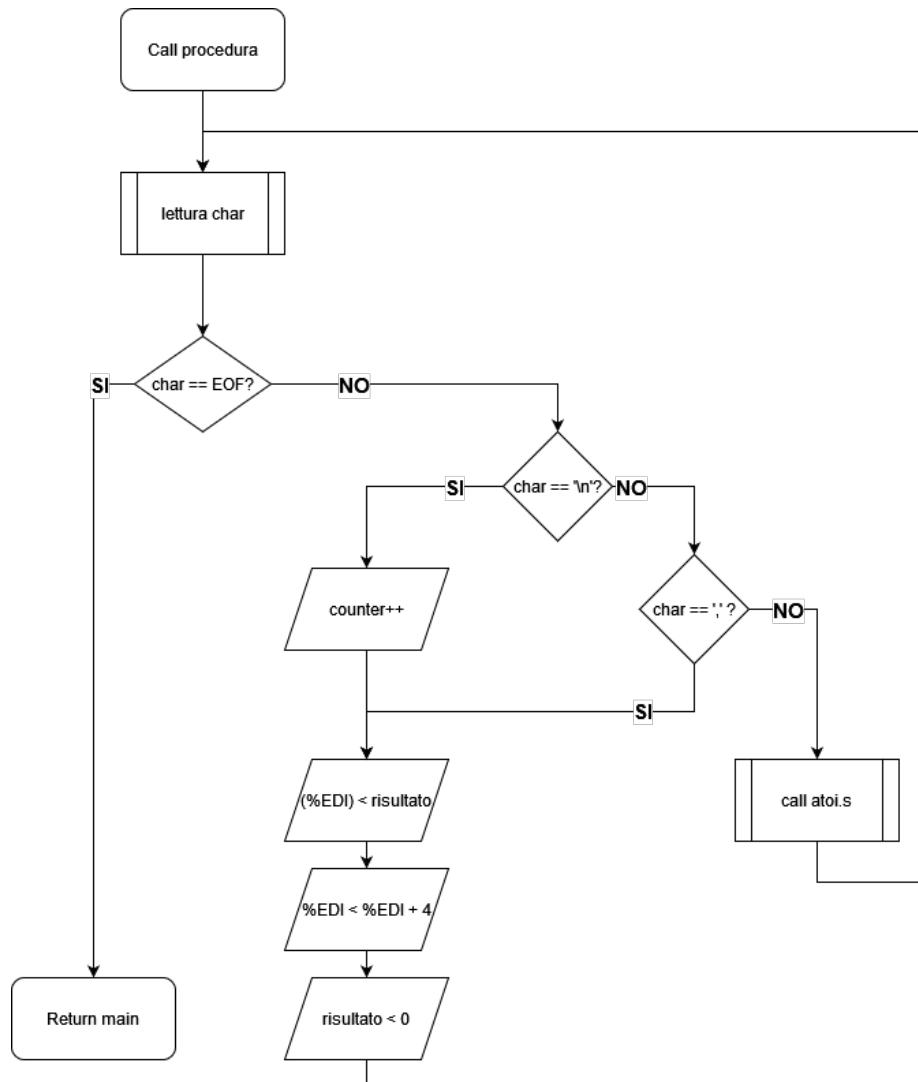 Call procedura
lettura char
char == EOF?
SI
NO
char == '\n'?
SI
NO
counter++
char == ',' ?
NO
SI
(%EDI) < risultato
call atoi.s
%EDI < %EDI + 4
Return main
risultato < 0